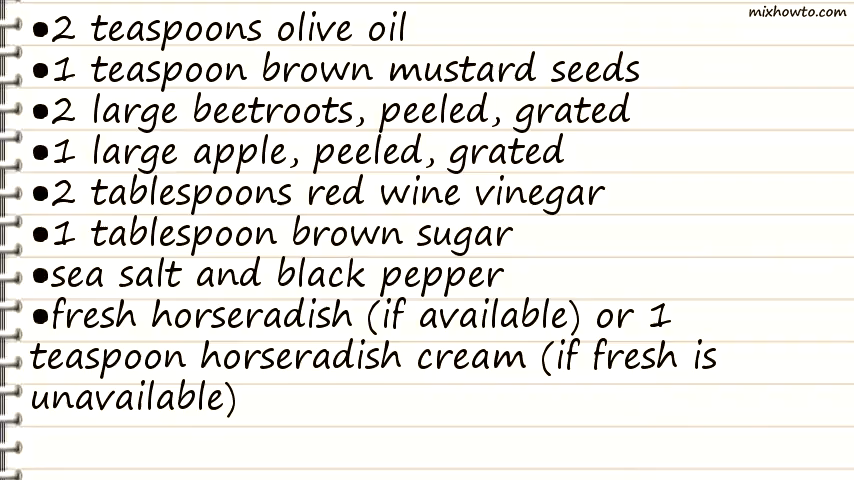 mixhowto.com
•2 teaspoons olive oil
•1 teaspoon brown mustard seeds
•2 large beetroots, peeled, grated
•1 large apple, peeled, grated
•2 tablespoons red wine vinegar
•1 tablespoon brown sugar
•sea salt and black pepper
•fresh horseradish (if available) or 1
teaspoon horseradish cream (if fresh is
unavailable)